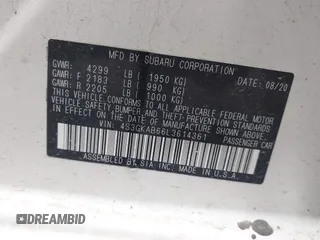 MFD BY SUBARU CORPORATION
GVWR: 4299 LB (1950 KG) DATE: 08/20
GAWR: F 2183 LB (990 KG)
GAWR: R 2205 LB (1000 KG)
THIS VEHICLE CONFORMS TO ALL APPLICABLE FEDERAL MOTOR
VEHICLE SAFETY, BUMPER, AND THEFT PREVENTION STANDARDS
IN EFFECT ON THE DATE OF MANUFACTURE SHOWN ABOVE.
VIN: 4S3GKAB66L3614361
PASSENGER CAR
ASSEMBLED BY SIA INC. MADE IN U.S.A.
DREAMBID